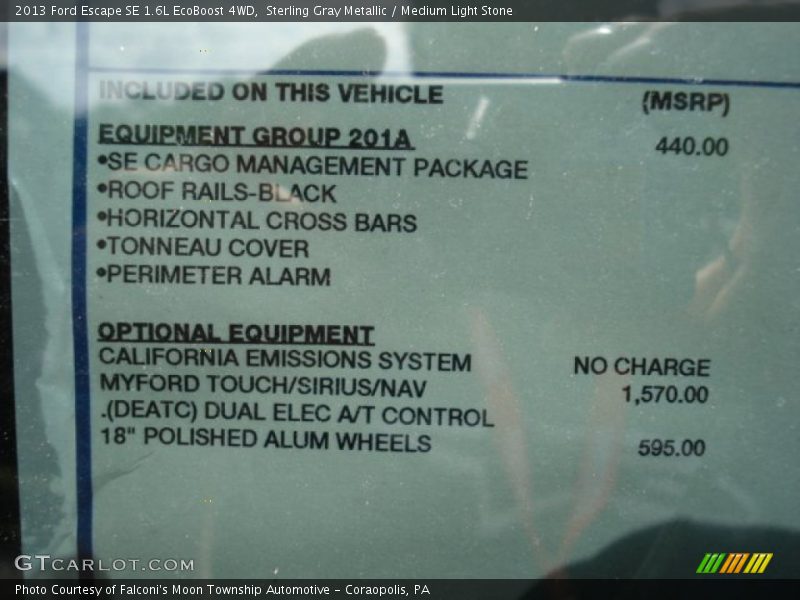 2013 Ford Escape SE 1.6L EcoBoost 4WD,  Sterling Gray Metallic / Medium Light Stone
INCLUDED ON THIS VEHICLE (MSRP)
EQUIPMENT GROUP 201A 440.00
•SE CARGO MANAGEMENT PACKAGE
•ROOF RAILS-BLACK
•HORIZONTAL CROSS BARS
•TONNEAU COVER
•PERIMETER ALARM
OPTIONAL EQUIPMENT
CALIFORNIA EMISSIONS SYSTEM NO CHARGE
MYFORD TOUCH/SIRIUS/NAV 1,570.00
.(DEATC) DUAL ELEC A/T CONTROL
18" POLISHED ALUM WHEELS 595.00
GTCARLOT.COM
Photo Courtesy of Falconi's Moon Township Automotive - Coraopolis, PA